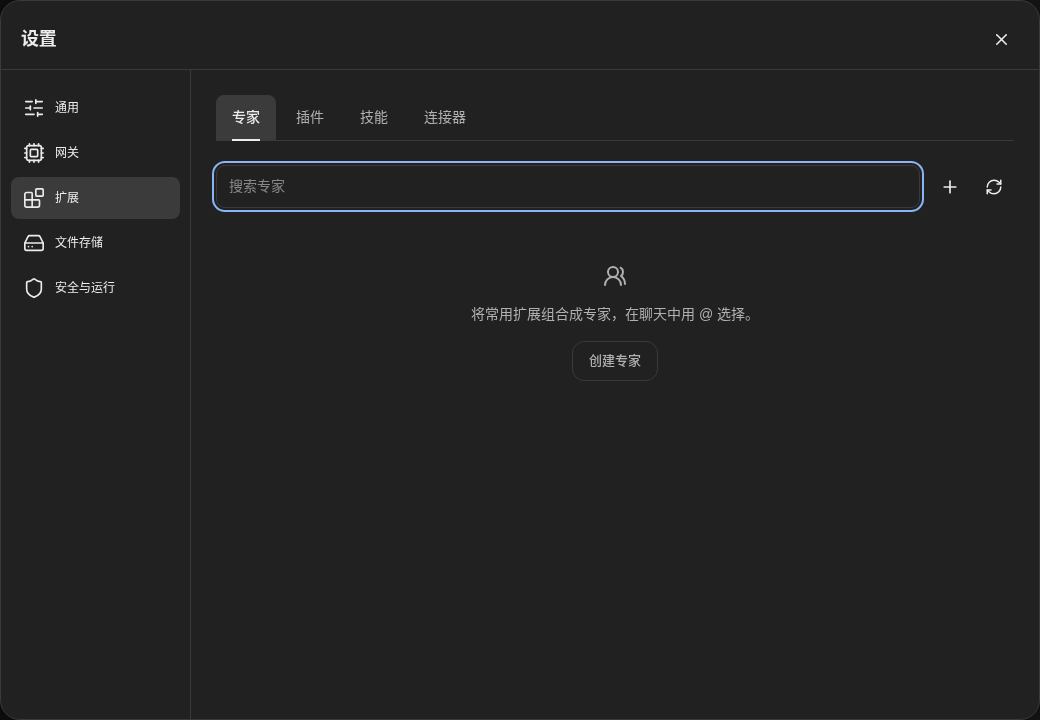 设置
通用
网关
扩展
文件存储
安全与运行
专家 插件 技能 连接器
搜索专家
将常用扩展组合成专家，在聊天中用 @ 选择。
创建专家